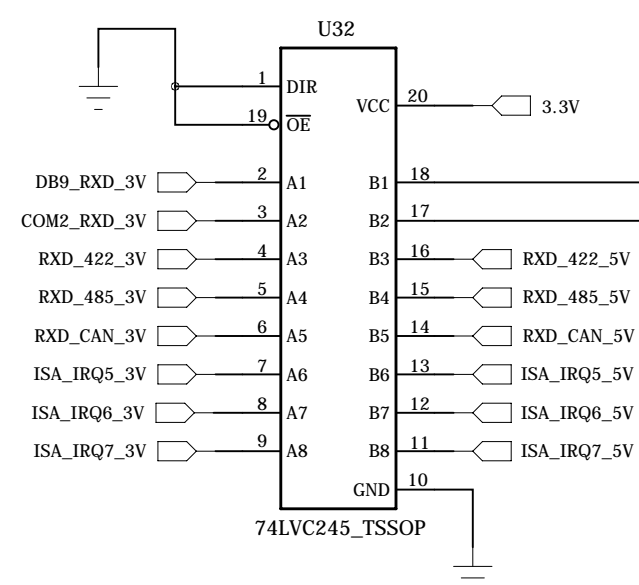 U32
1 DIR
VCC 20 3.3V
19 OE
DB9_RXD_3V 2 A1 B1 18
COM2_RXD_3V 3 A2 B2 17
RXD_422_3V 4 A3 B3 16 RXD_422_5V
RXD_485_3V 5 A4 B4 15 RXD_485_5V
RXD_CAN_3V 6 A5 B5 14 RXD_CAN_5V
ISA_IRQ5_3V 7 A6 B6 13 ISA_IRQ5_5V
ISA_IRQ6_3V 8 A7 B7 12 ISA_IRQ6_5V
ISA_IRQ7_3V 9 A8 B8 11 ISA_IRQ7_5V
GND 10
74LVC245_TSSOP